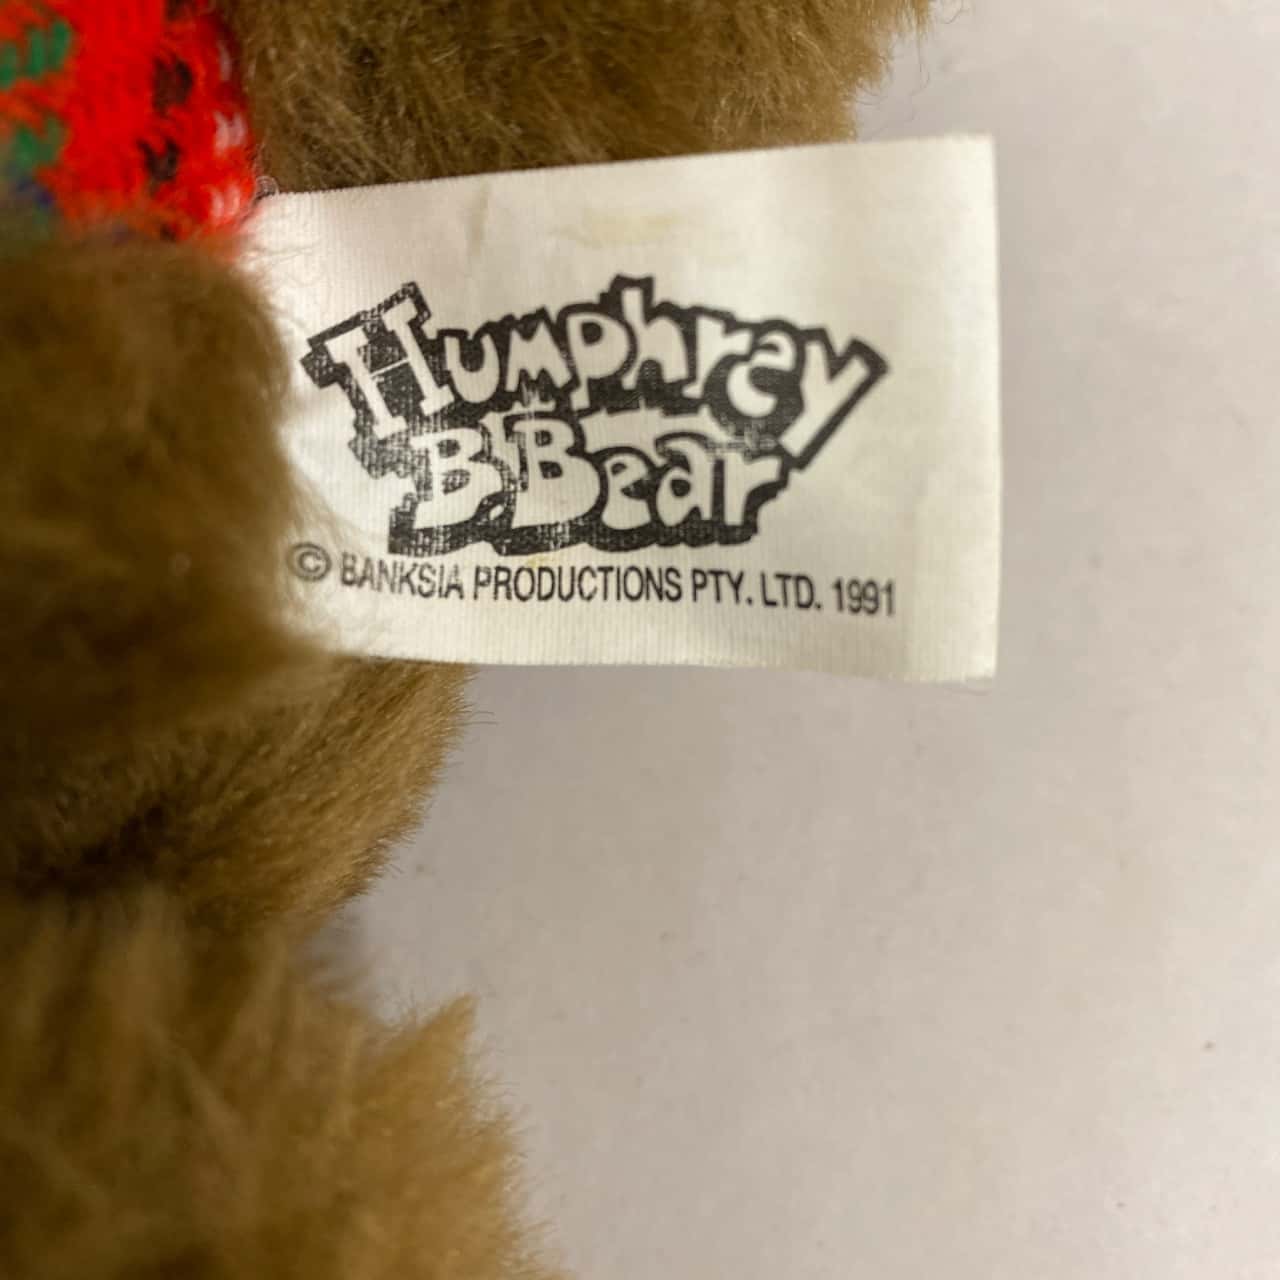 Humphrey
B. Bear
© BANKSIA PRODUCTIONS PTY. LTD. 1991